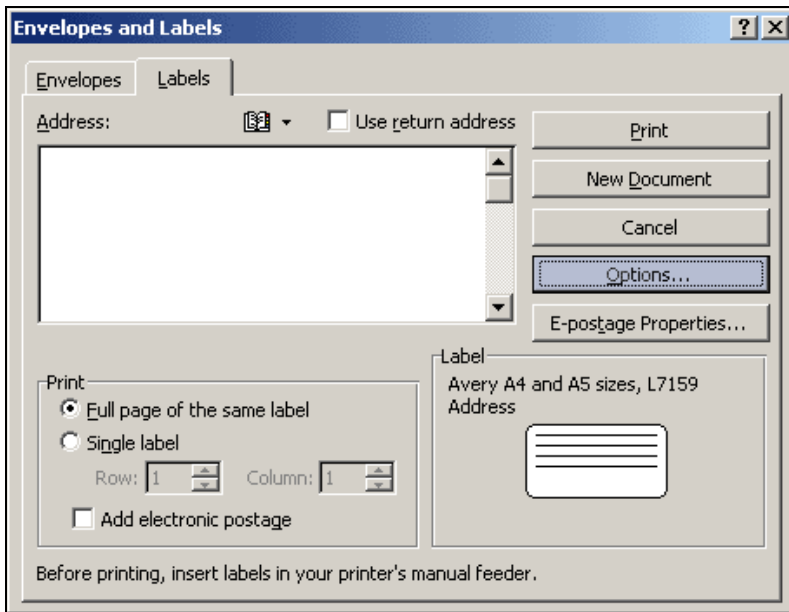 Envelopes and Labels
Envelopes Labels
Address: Use return address
Print
New Document
Cancel
Options...
E-postage Properties...
Print
Full page of the same label
Single label
Row: 1 Column: 1
Add electronic postage
Label
Avery A4 and A5 sizes, L7159
Address
Before printing, insert labels in your printer's manual feeder.